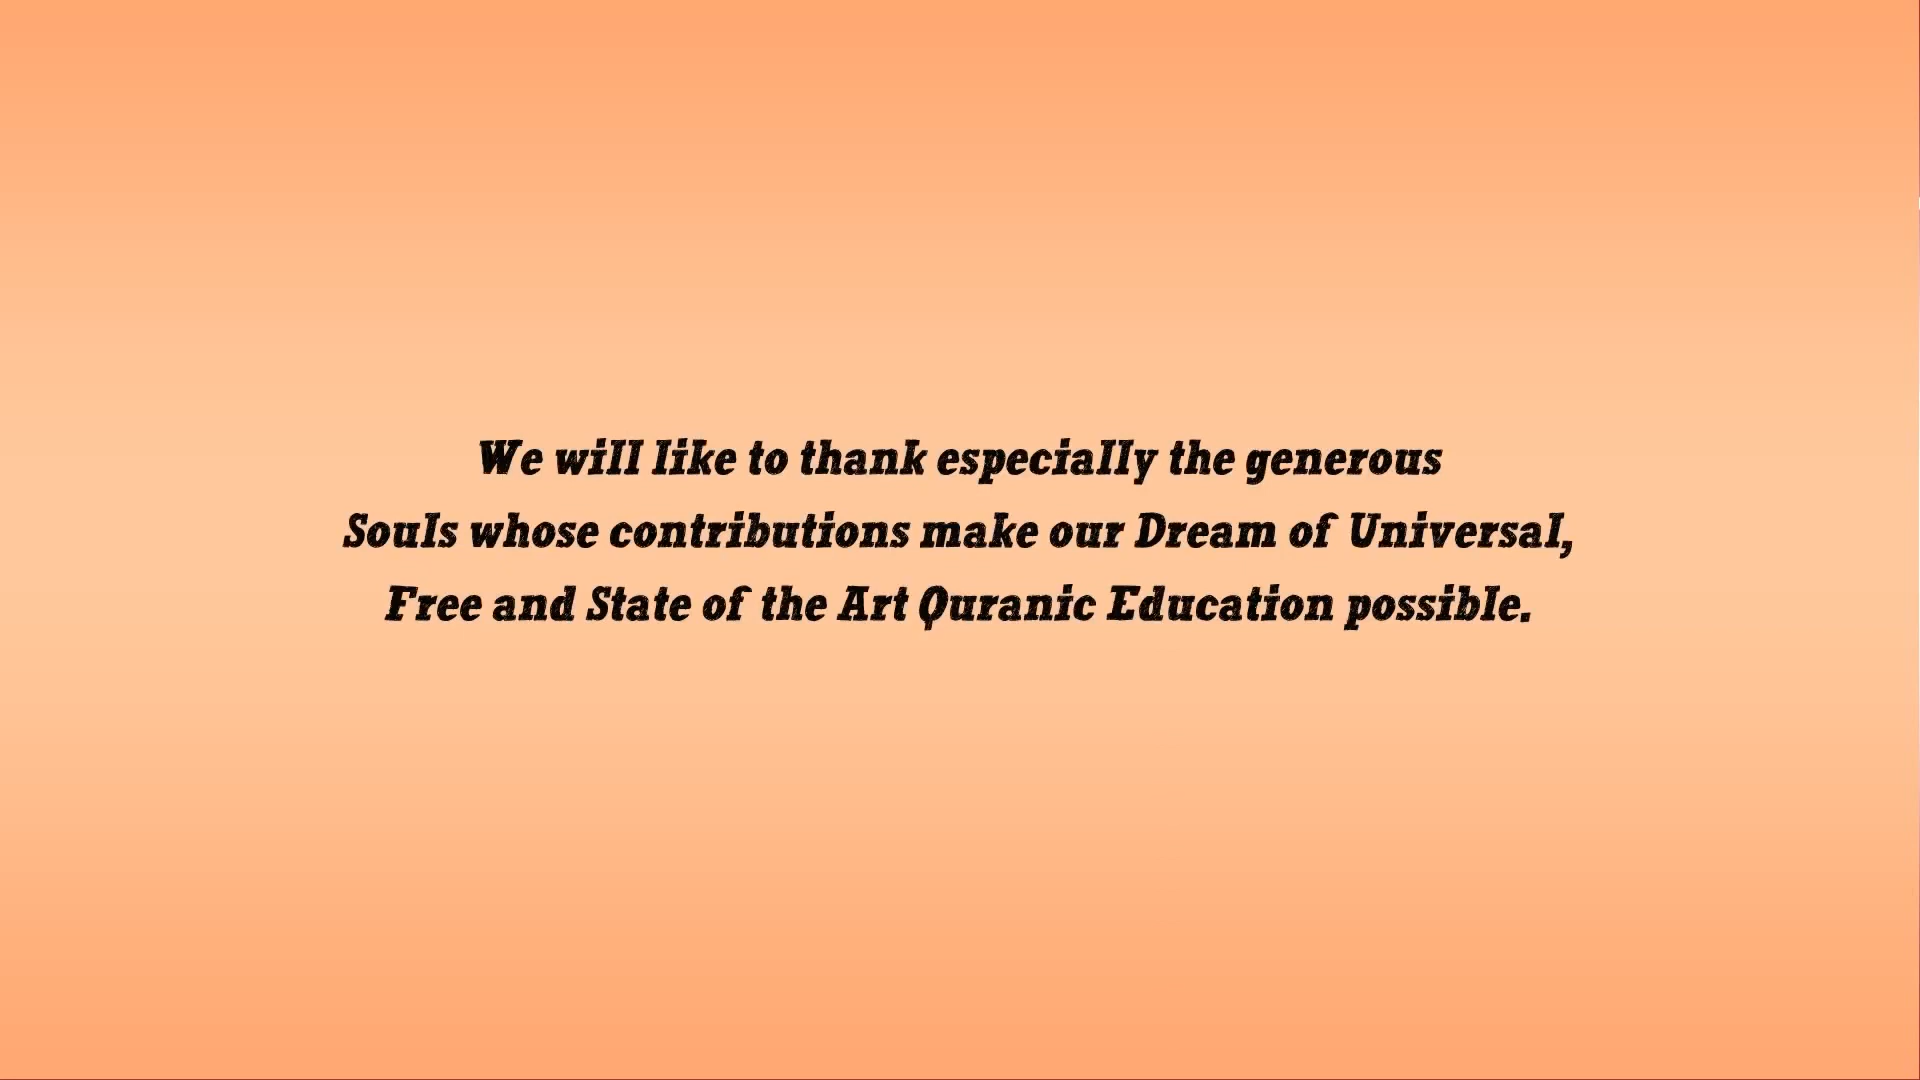 We will like to thank especially the generous
Souls whose contributions make our Dream of Universal,
Free and State of the Art Quranic Education possible.